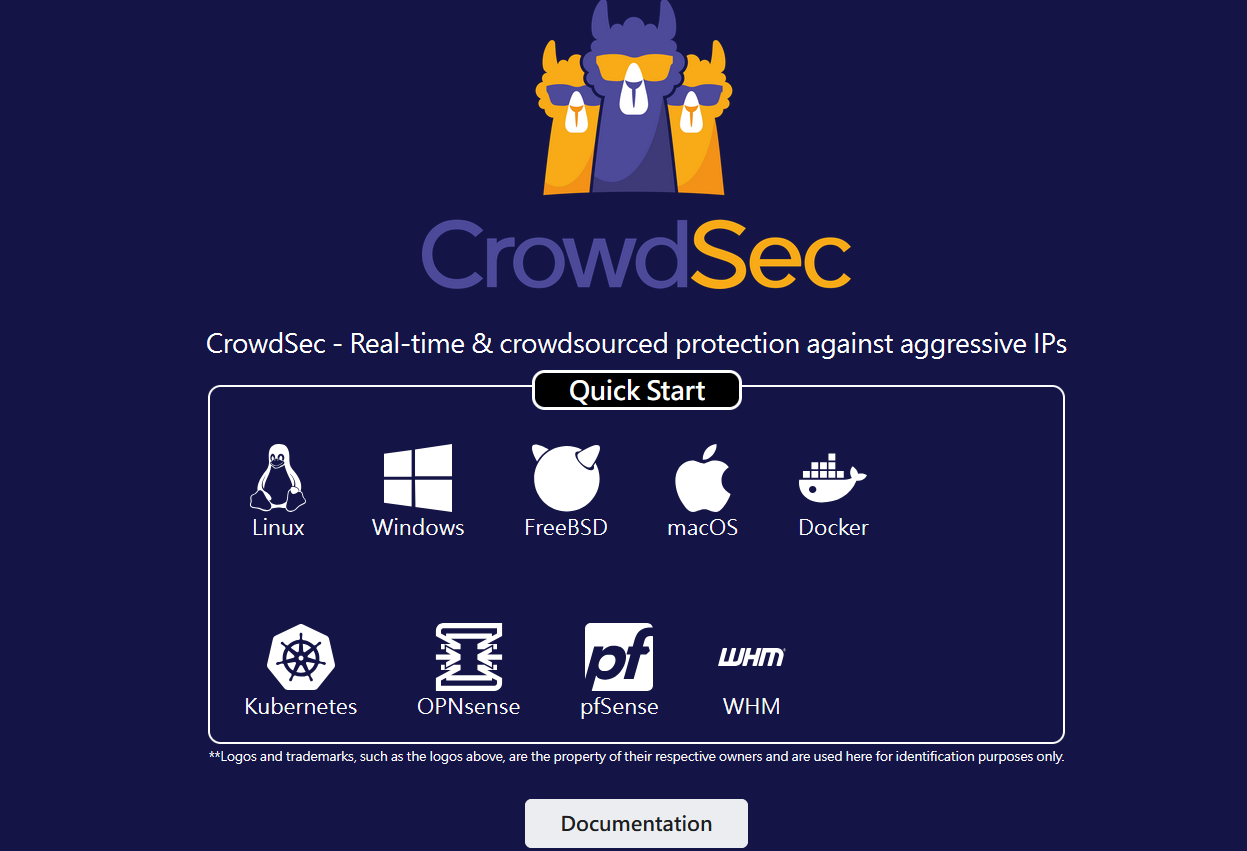 CrowdSec
CrowdSec - Real-time & crowdsourced protection against aggressive IPs
Quick Start
Linux Windows FreeBSD macOS Docker
pf WHM
Kubernetes OPNsense pfSense WHM
**Logos and trademarks, such as the logos above, are the property of their respective owners and are used here for identification purposes only.
Documentation